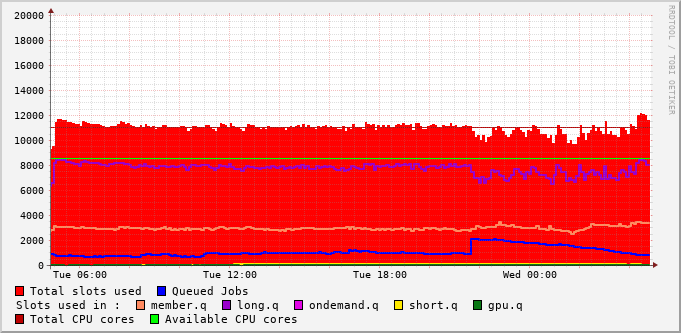 RRDTOOL / TOBI OETIKER
20000
18000
16000
14000
12000
10000
8000
6000
4000
2000
0
Tue 06:00 Tue 12:00 Tue 18:00 Wed 00:00
Total slots used Queued Jobs
Slots used in : member.q long.q ondemand.q short.q gpu.q
Total CPU cores Available CPU cores